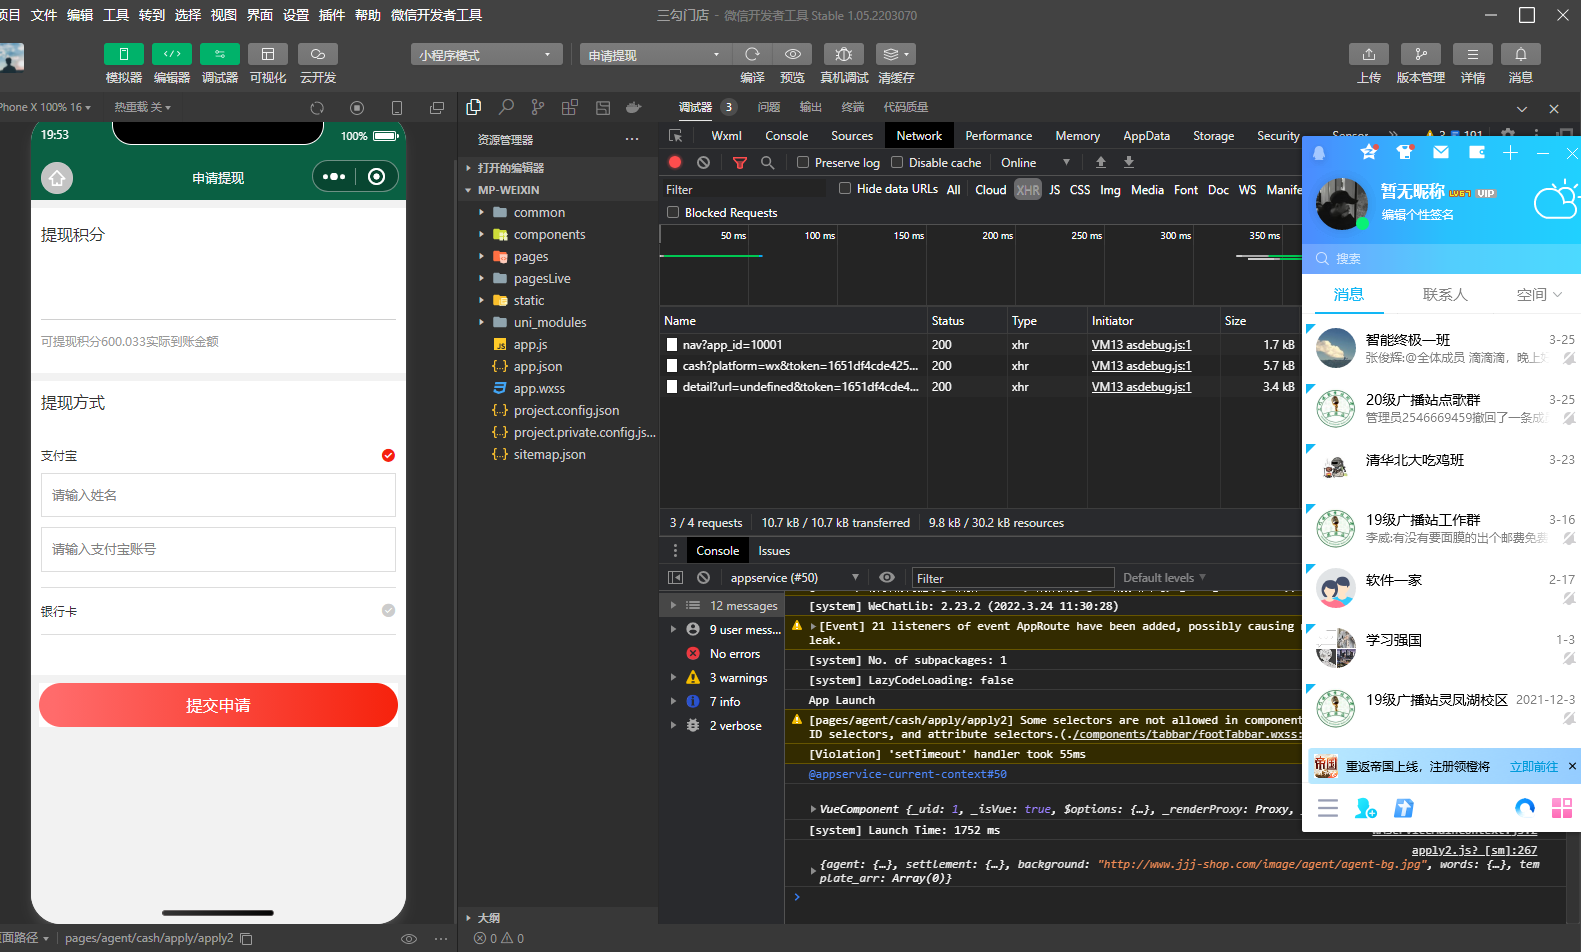 项目 文件 编辑 工具 转到 选择 视图 界面 设置 插件 帮助 微信开发者工具
三勾门店 - 微信开发者工具 Stable 1.05.2203070
小程序模式
申请提现
模拟器 编辑器 调试器 可视化 云开发
编译 预览 真机调试 清缓存
上传 版本管理 详情 消息
Phone X 100% 16
热重载 关
19:53
100%
申请提现
提现积分
可提现积分600.033实际到账金额
提现方式
支付宝
请输入姓名
请输入支付宝账号
银行卡
提交申请
页面路径
pages/agent/cash/apply/apply2
资源管理器
打开的编辑器
MP-WEIXIN
common
components
pages
pagesLive
static
uni_modules
app.js
app.json
app.wxss
project.config.json
project.private.config.js...
sitemap.json
大纲
0 0
调试器 3 问题 输出 终端 代码质量
Wxml Console Sources Network Performance Memory AppData Storage Security
Preserve log Disable cache Online
Filter
Hide data URLs All Cloud XHR JS CSS Img Media Font Doc WS Manife
Blocked Requests
50 ms 100 ms 150 ms 200 ms 250 ms 300 ms 350 ms
Name Status Type Initiator Size
nav?app_id=10001 200 xhr VM13 asdebug.js:1 1.7 kB
cash?platform=wx&token=1651df4cde425... 200 xhr VM13 asdebug.js:1 5.7 kB
detail?url=undefined&token=1651df4cde4... 200 xhr VM13 asdebug.js:1 3.4 kB
3 / 4 requests 10.7 kB / 10.7 kB transferred 9.8 kB / 30.2 kB resources
Console Issues
appservice (#50)
Filter
Default levels
12 messages
9 user mess...
No errors
3 warnings
7 info
2 verbose
[system] WeChatLib: 2.23.2 (2022.3.24 11:30:28)
[Event] 21 listeners of event AppRoute have been added, possibly causing
leak.
[system] No. of subpackages: 1
[system] LazyCodeLoading: false
App Launch
[pages/agent/cash/apply/apply2] Some selectors are not allowed in component
ID selectors, and attribute selectors.(./components/tabbar/footTabbar.wxss:
[Violation] 'setTimeout' handler took 55ms
@appservice-current-context#50
VueComponent {_uid: 1, _isVue: true, $options: {…}, _renderProxy: Proxy,
[system] Launch Time: 1752 ms
apply2.js? [sm]:267
{agent: {…}, settlement: {…}, background: "http://www.jjj-shop.com/image/agent/agent-bg.jpg", words: {…}, tem
plate_arr: Array(0)}
暂无昵称 LV67 VIP
编辑个性签名
搜索
消息 联系人 空间
智能终极一班 3-25
张俊辉:@全体成员 滴滴滴，晚上
20级广播站点歌群 3-25
管理员2546669459撤回了一条成
清华北大吃鸡班 3-23
19级广播站工作群 3-16
李威:有没有要面膜的出个邮费免费
软件一家 2-17
学习强国 1-3
19级广播站灵凤湖校区 2021-12-3
帝国
重返帝国上线，注册领橙将 立即前往